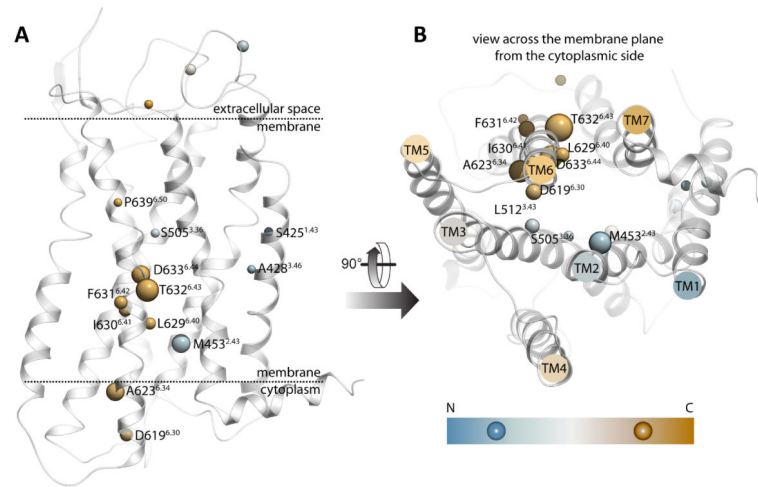 A
extracellular space
membrane
P639^6.50
S505^3.36
S425^1.43
D633^6.44
A428^3.46
T632^6.43
F631^6.42
I630^6.41
L629^6.40
M453^2.43
membrane
cytoplasm
A623^6.34
D619^6.30
90°
B
view across the membrane plane
from the cytoplasmic side
F631^6.42
T632^6.43
TM7
TM5
I630^6.41
L629^6.40
A623^6.34
TM6
D633^6.44
D619^6.30
L512^3.43
TM3
S505^3.36
M453^2.43
TM2
TM1
TM4
N C